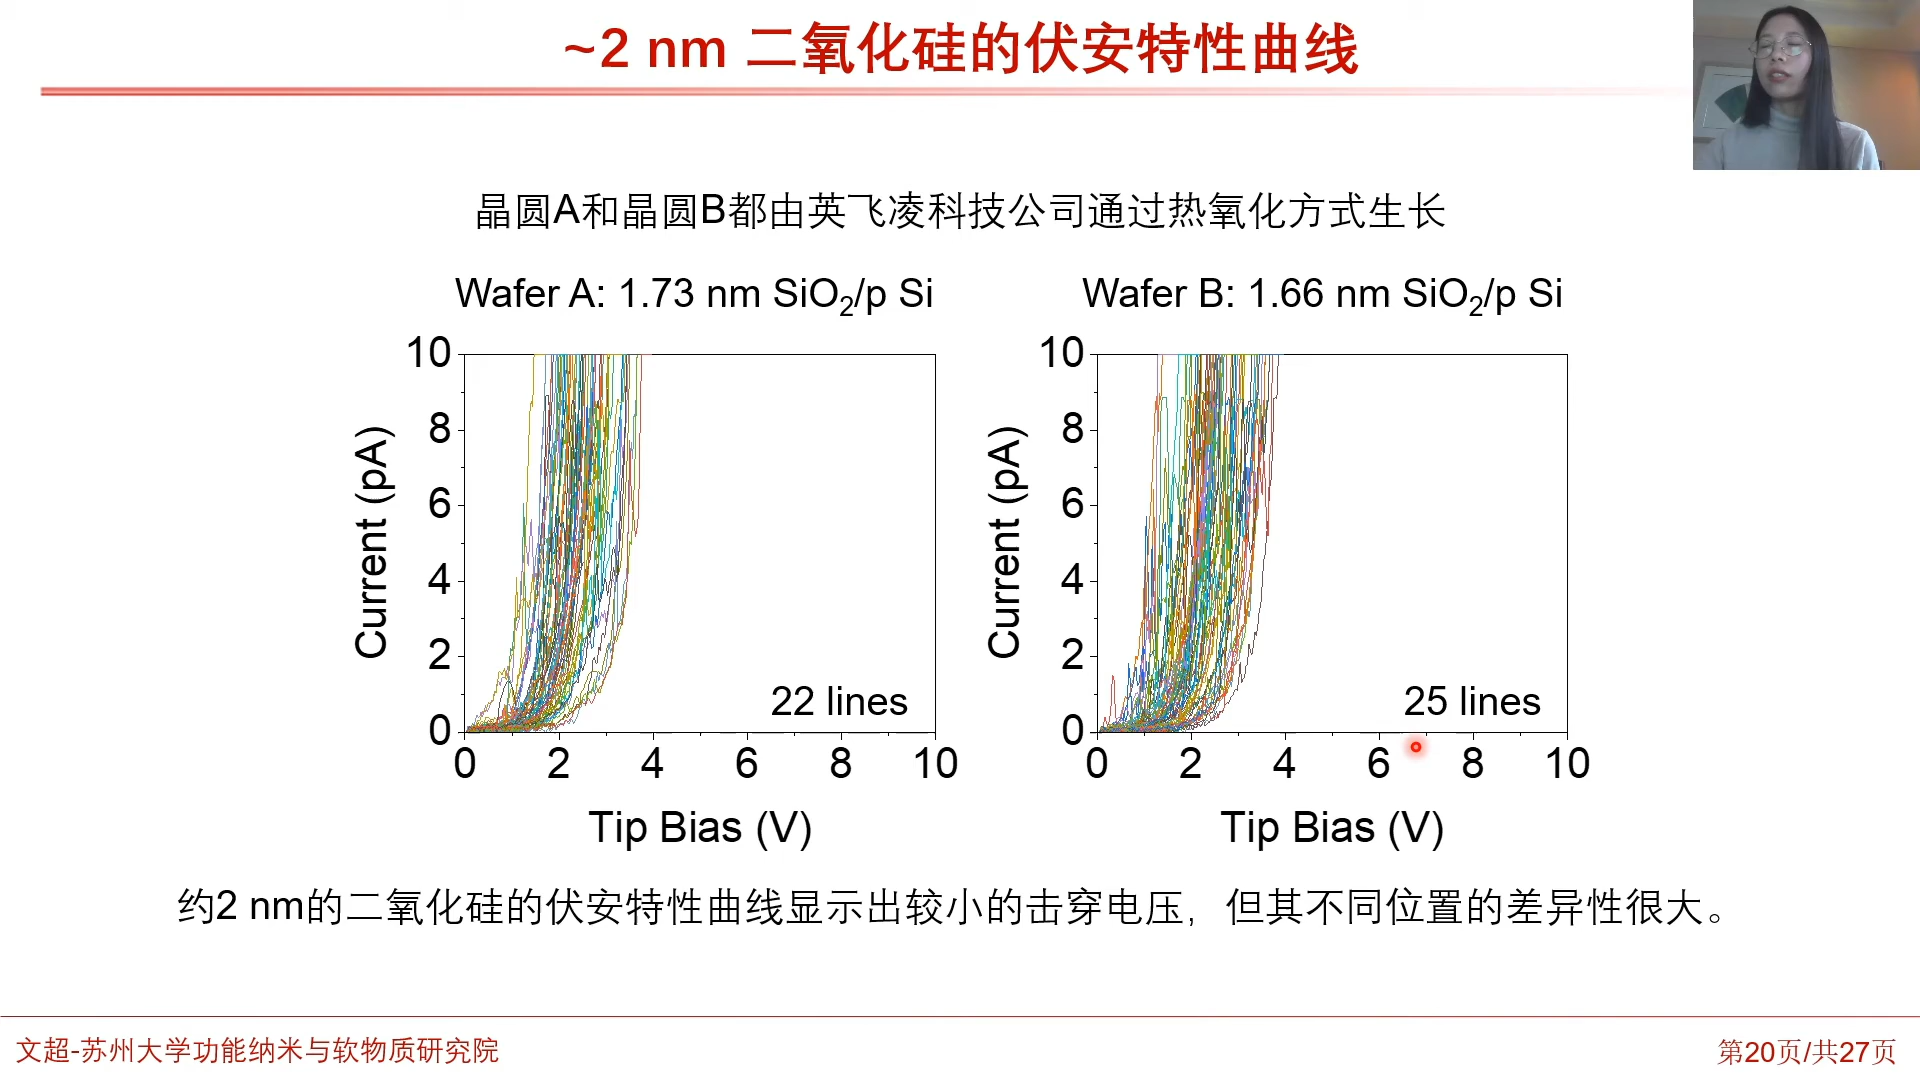 ~2 nm 二氧化硅的伏安特性曲线
晶圆A和晶圆B都由英飞凌科技公司通过热氧化方式生长
Wafer A: 1.73 nm SiO₂/p Si
10
8
6
4
2
0
Current (pA)
22 lines
0 2 4 6 8 10
Tip Bias (V)
Wafer B: 1.66 nm SiO₂/p Si
10
8
6
4
2
0
Current (pA)
25 lines
0 2 4 6 8 10
Tip Bias (V)
约2 nm的二氧化硅的伏安特性曲线显示出较小的击穿电压，但其不同位置的差异性很大。
文超-苏州大学功能纳米与软物质研究院
第20页/共27页